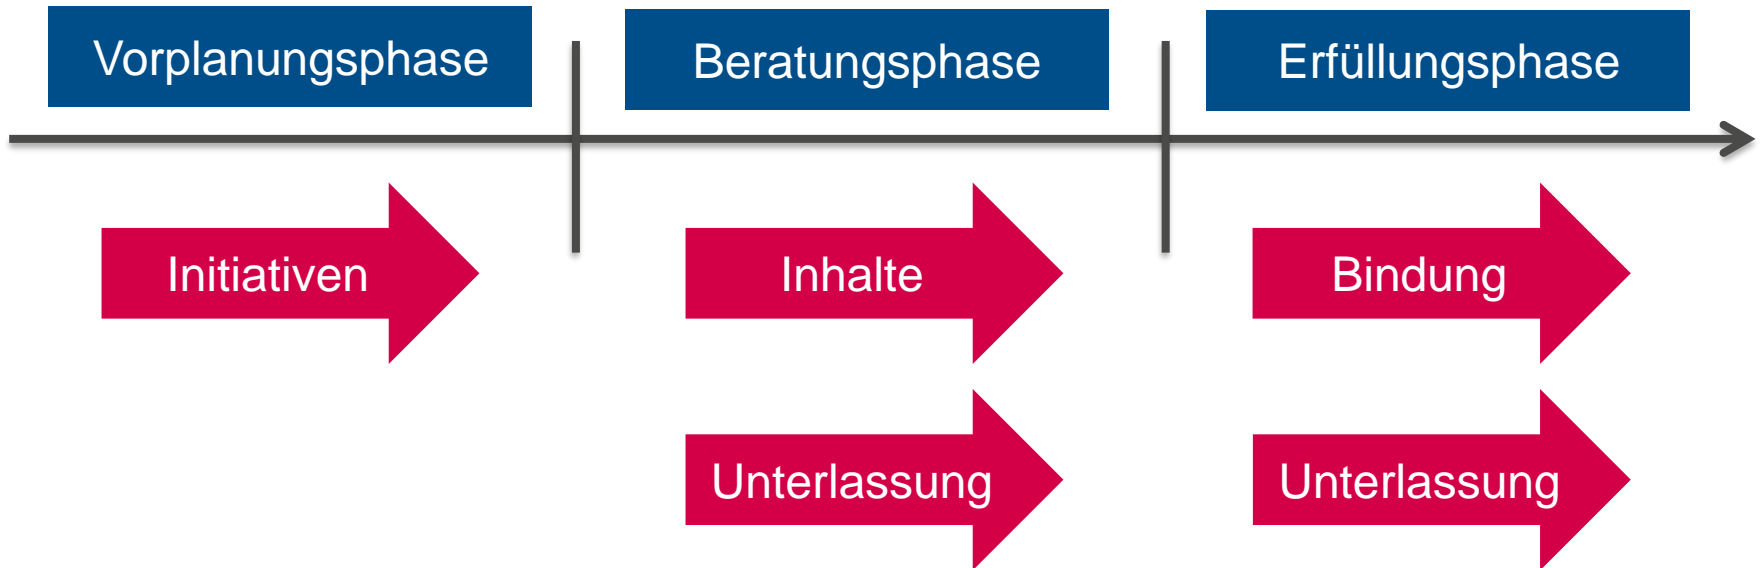 Vorplanungsphase
Beratungsphase
Erfüllungsphase
Initiativen
Inhalte
Bindung
Unterlassung
Unterlassung